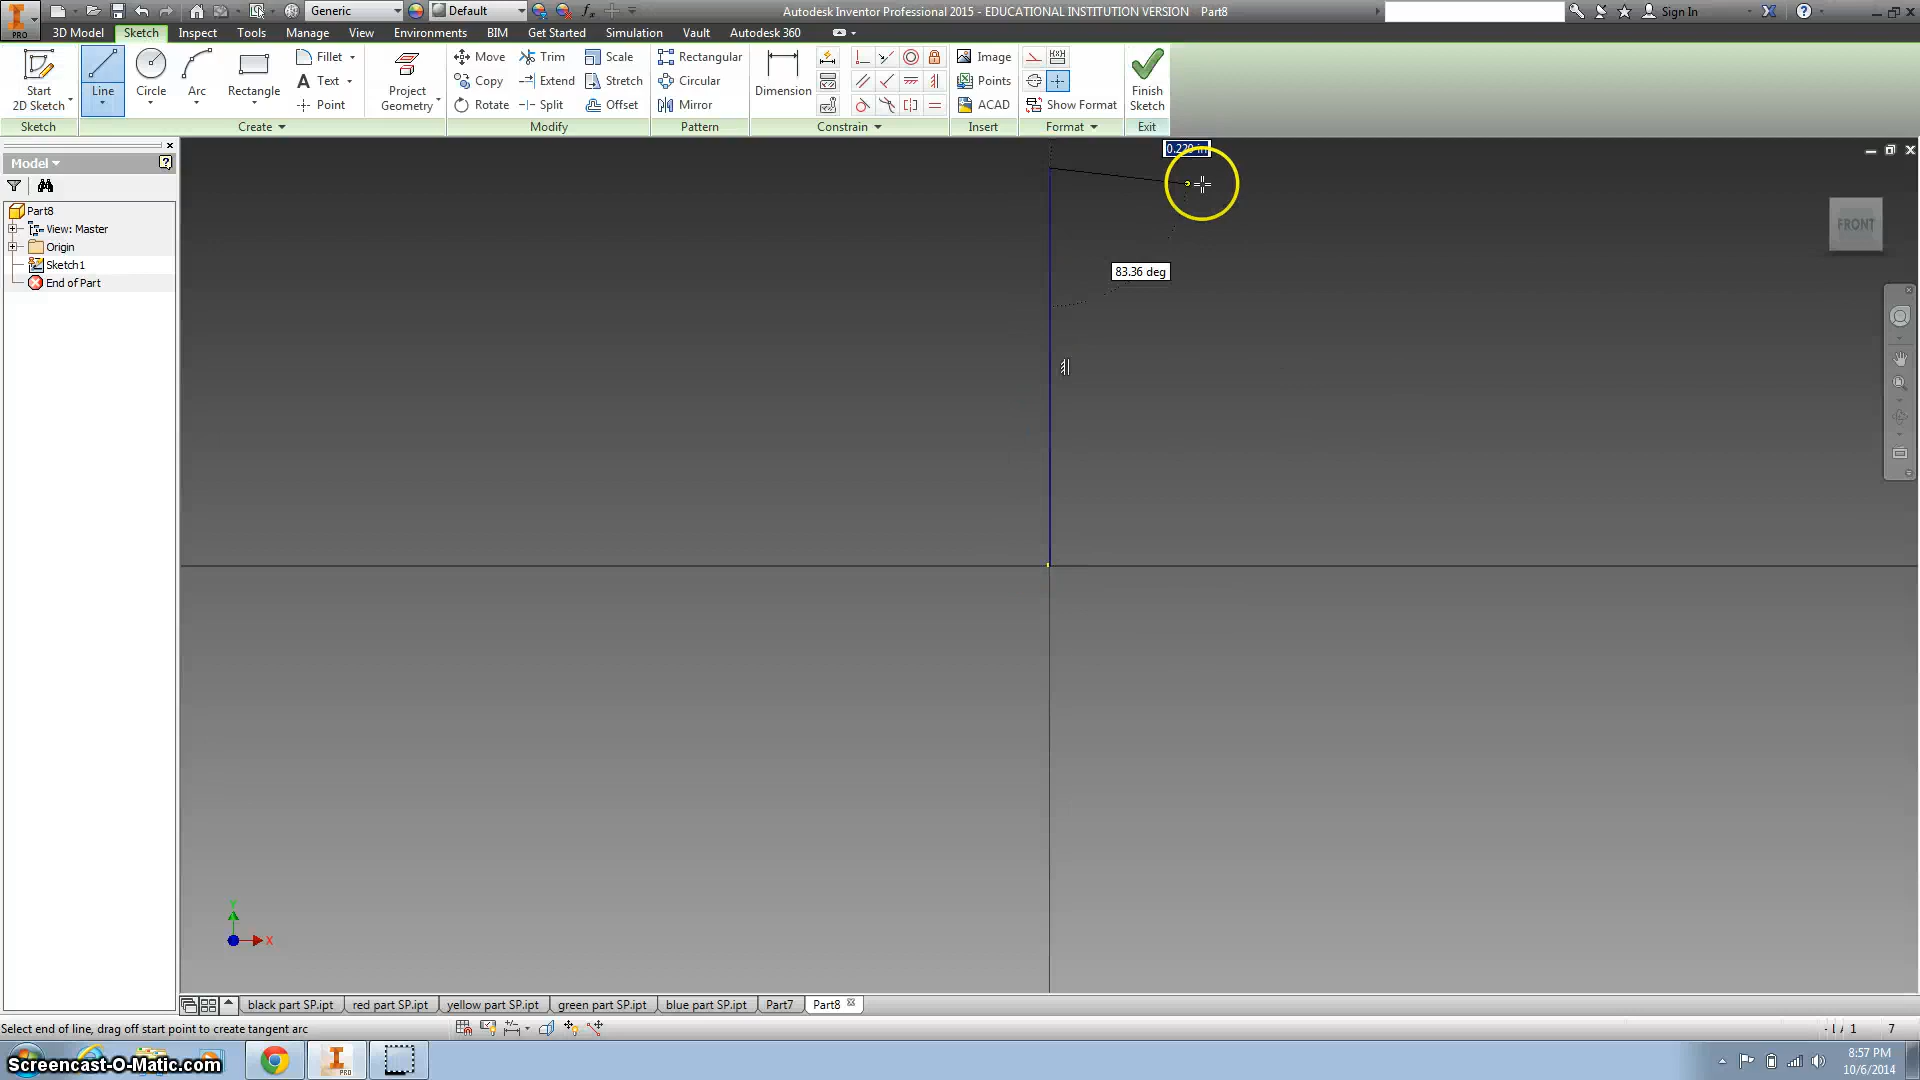 Generic
Default
Autodesk Inventor Professional 2015 - EDUCATIONAL INSTITUTION VERSION Part8
Sign In
PRO
3D Model Sketch Inspect Tools Manage View Environments BIM Get Started Simulation Vault Autodesk 360
Start
2D Sketch
Line
Circle
Arc
Rectangle
Fillet
Text
Point
Project
Geometry
Move
Copy
Rotate
Trim
Extend
Split
Scale
Stretch
Offset
Rectangular
Circular
Mirror
Dimension
Image
Points
ACAD
Show Format
Finish
Sketch
Sketch Create Modify Pattern Constrain Insert Format Exit
Model
Part8
View: Master
Origin
Sketch1
End of Part
83.36 deg
FRONT
Y
X
black part SP.ipt red part SP.ipt yellow part SP.ipt green part SP.ipt blue part SP.ipt Part7 Part8
Select end of line, drag off start point to create tangent arc
1 7
Screencast-O-Matic.com
PRO
8:57 PM
10/6/2014